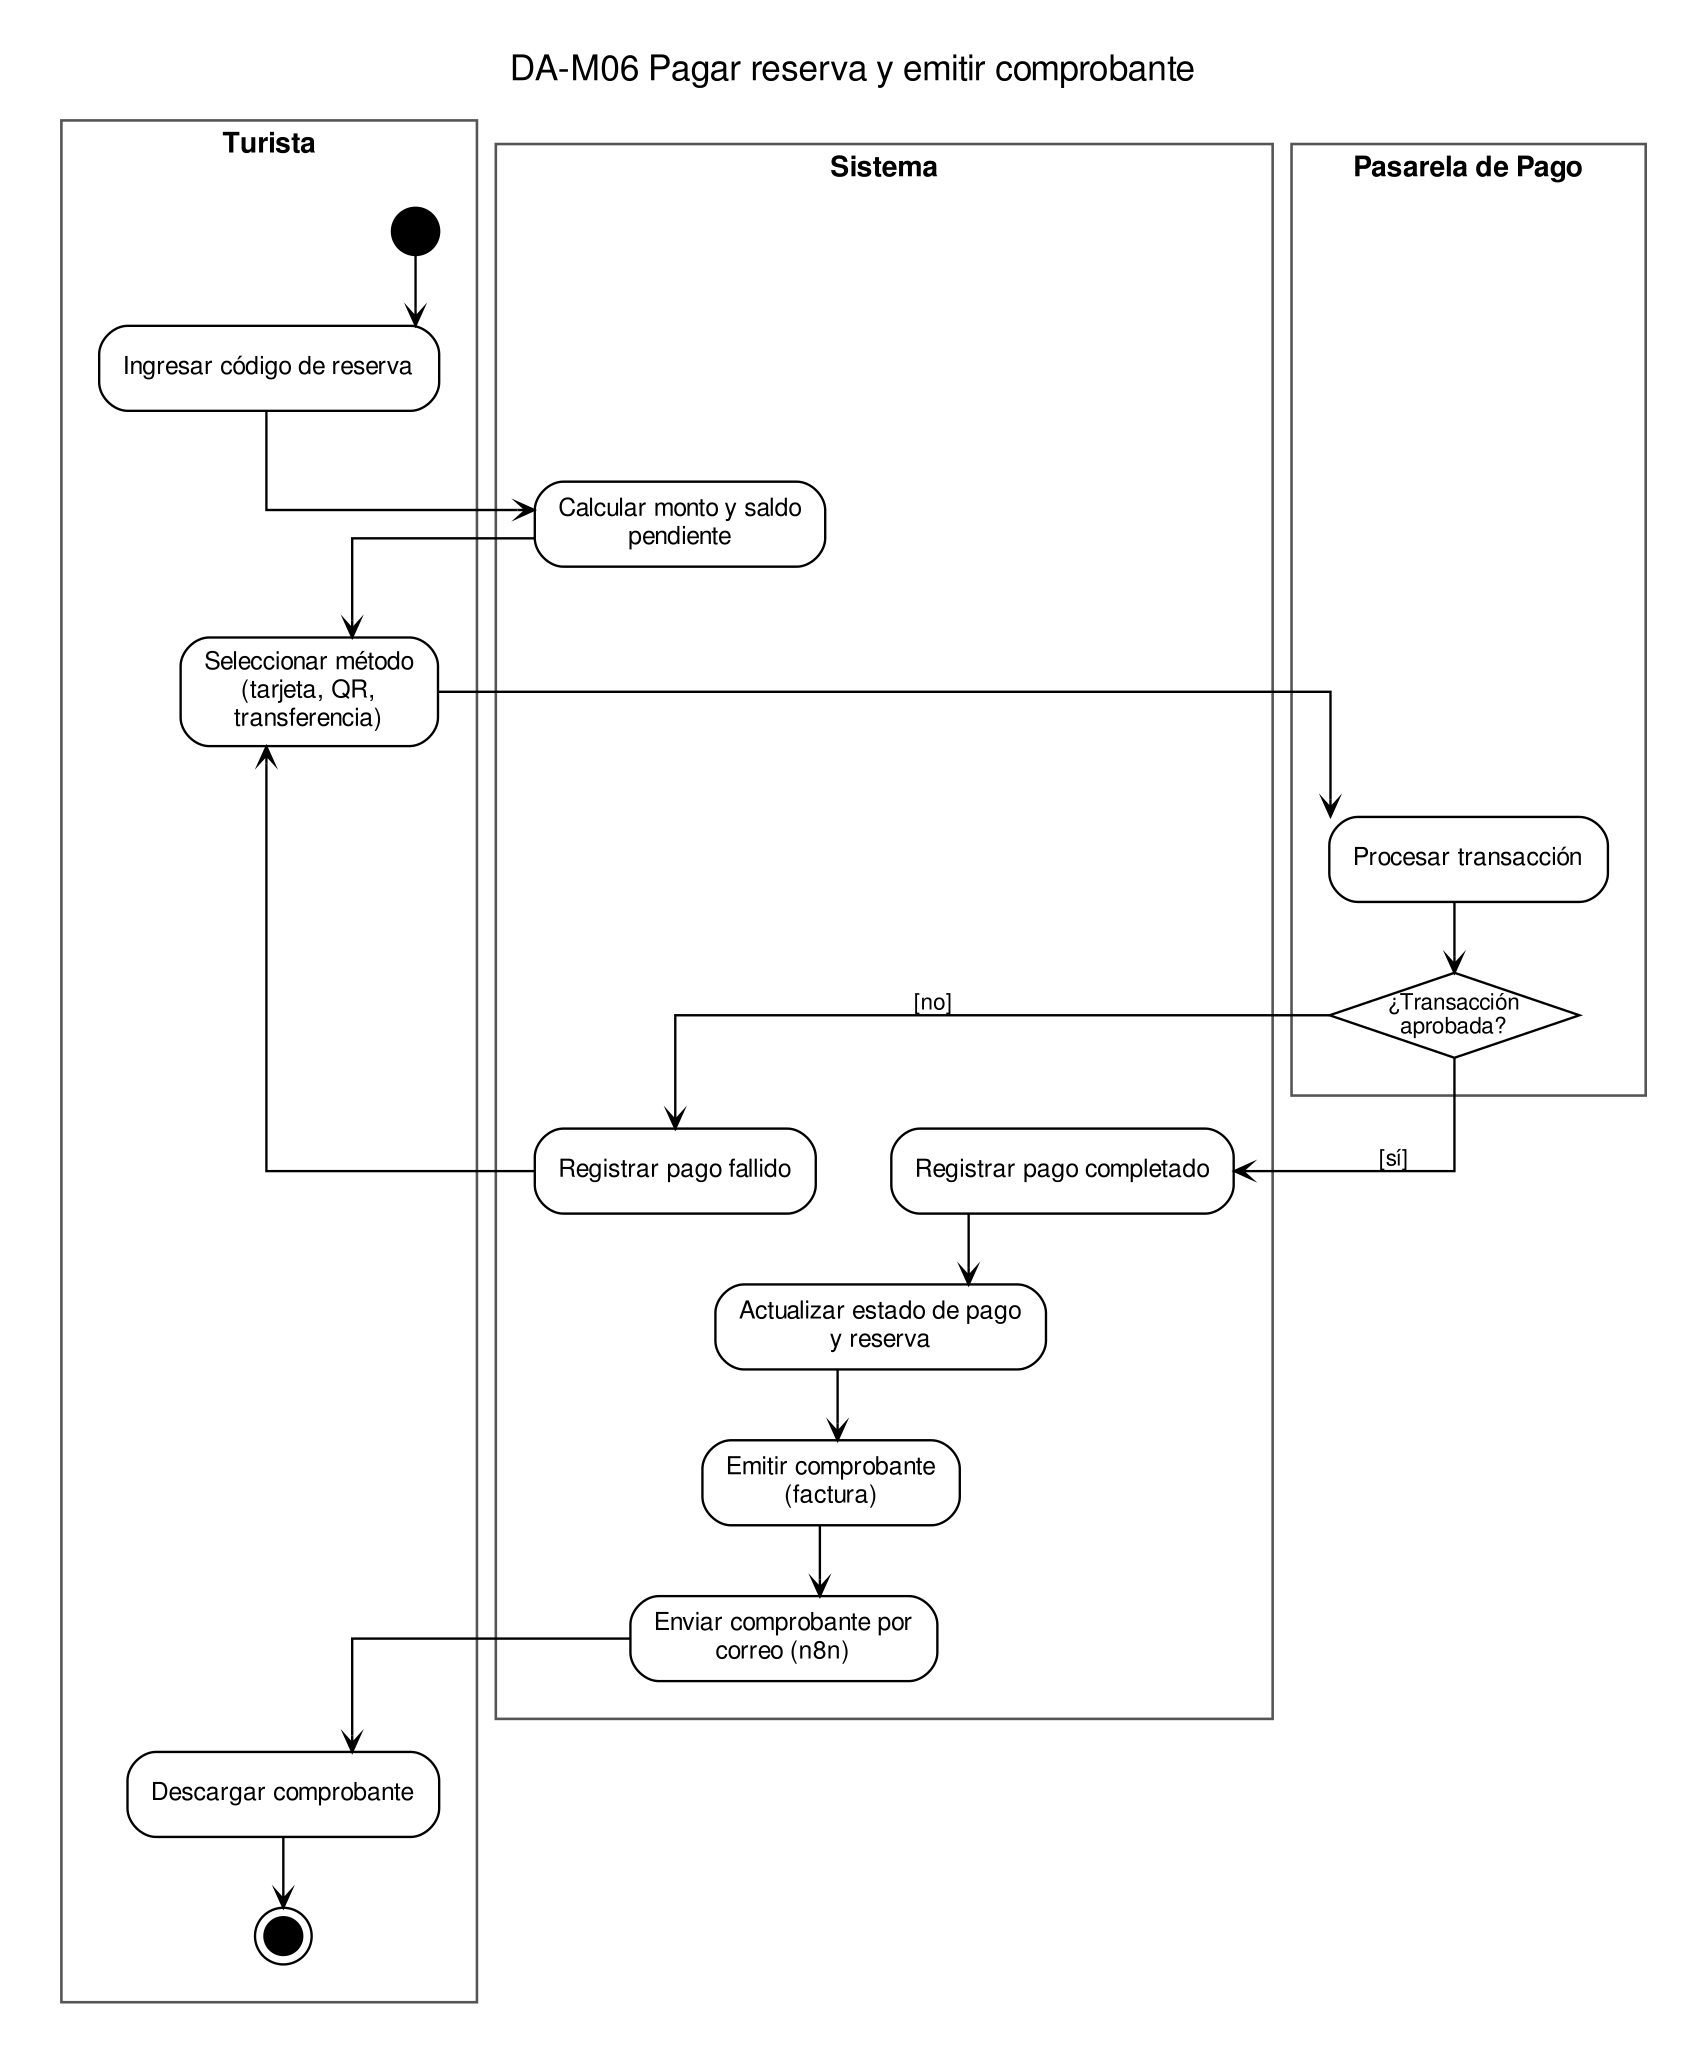 DA-M06 Pagar reserva y emitir comprobante
Turista
Sistema
Pasarela de Pago
Ingresar código de reserva
Calcular monto y saldo
pendiente
Seleccionar método
(tarjeta, QR,
transferencia)
Procesar transacción
¿Transacción
aprobada?
[no]
[sí]
Registrar pago fallido
Registrar pago completado
Actualizar estado de pago
y reserva
Emitir comprobante
(factura)
Enviar comprobante por
correo (n8n)
Descargar comprobante